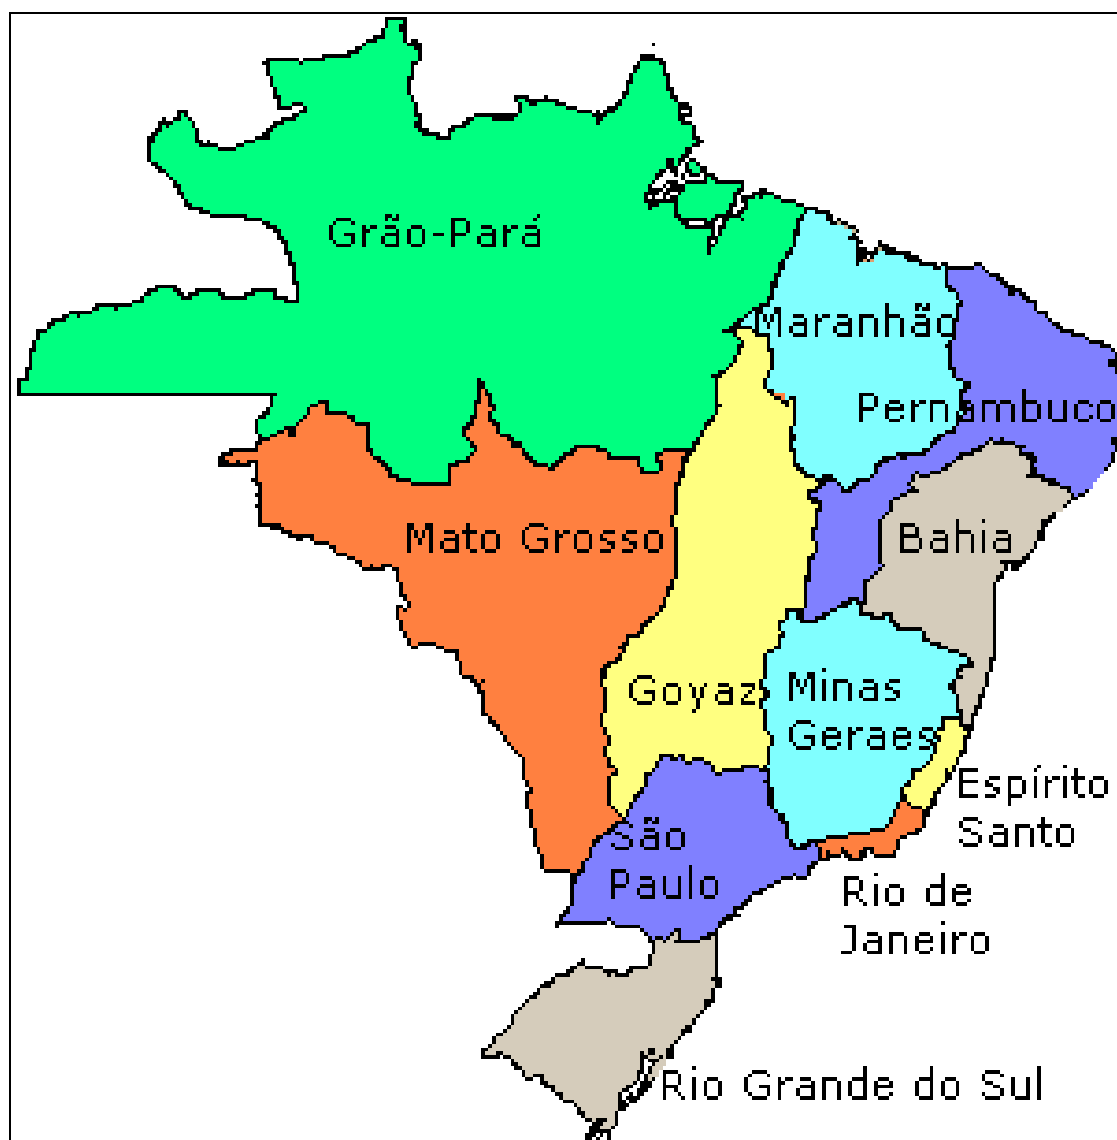 Grão-Pará
Maranhão
Pernambuco
Mato Grosso
Bahia
Goyaz
Minas
Geraes
Espírito
Santo
São
Paulo
Rio de
Janeiro
Rio Grande do Sul